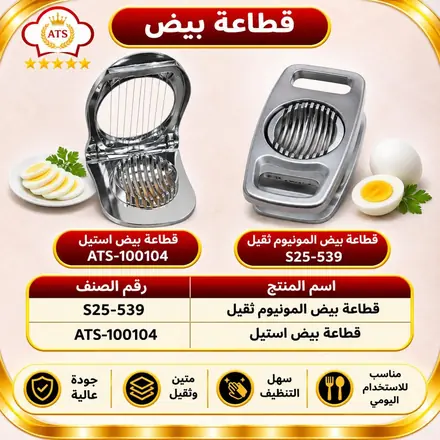 قطاعة بيض
ATS
قطاعة بيض المونيوم ثقيل
S25-539
قطاعة بيض استيل
ATS-100104
اسم المنتج
رقم الصنف
قطاعة بيض المونيوم ثقيل
S25-539
قطاعة بيض استيل
ATS-100104
مناسب
للاستخدام
اليومي
سهل
التنظيف
متين
وثقيل
جودة
عالية